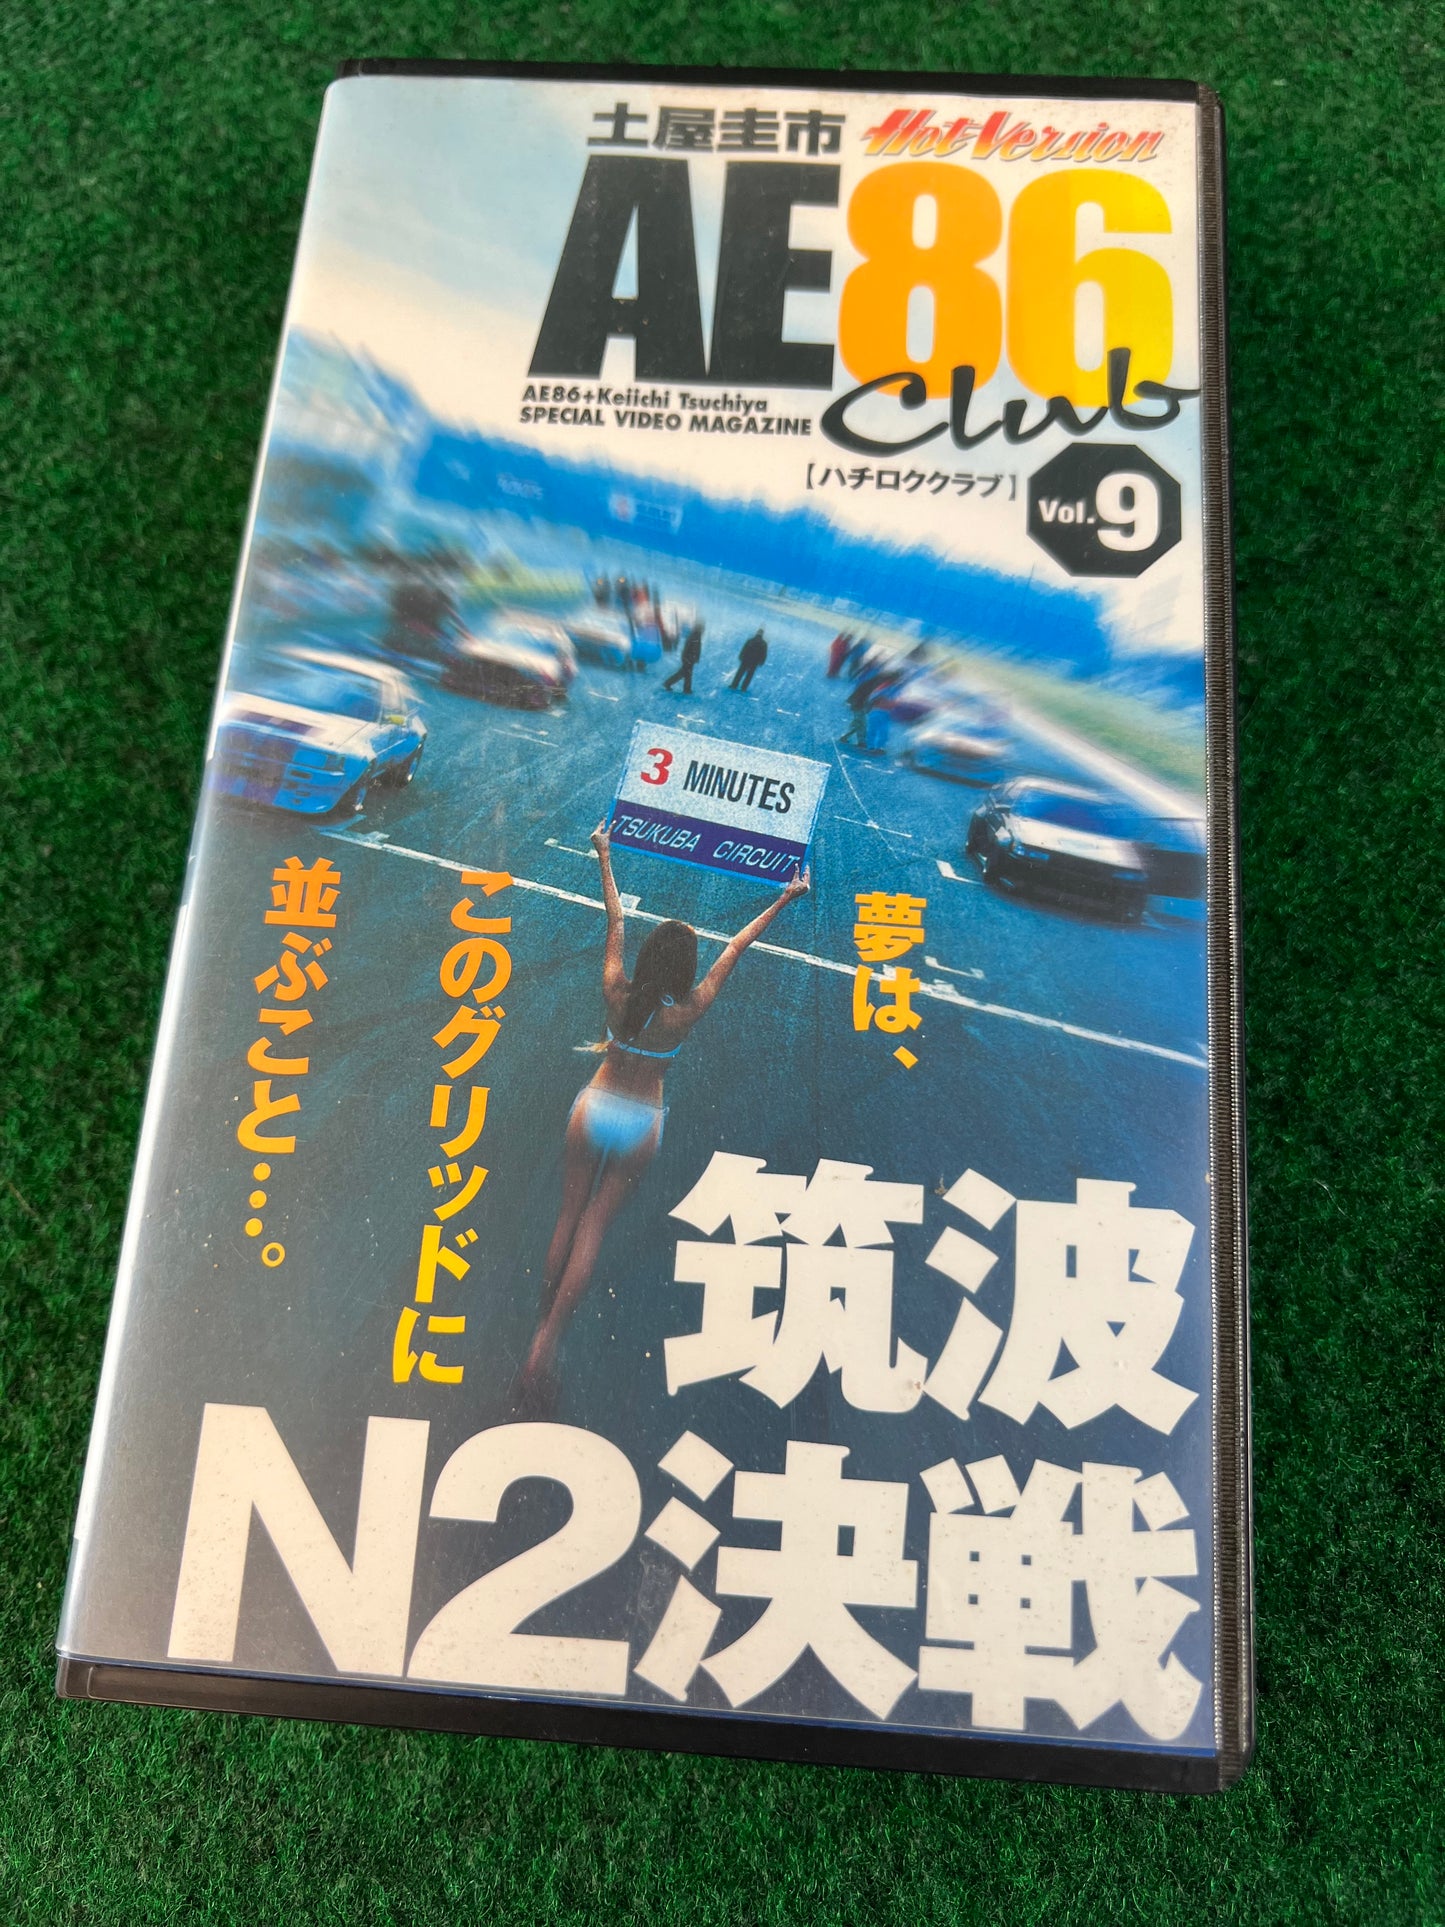 土屋圭市 Hot Version
AE86
Club
AE86+Keiichi Tsuchiya
SPECIAL VIDEO MAGAZINE
【ハチロククラブ】
Vol.9
3 MINUTES
TSUKUBA CIRCUIT
夢は、
このグリッドに
並ぶこと…。
筑波
N2決戦